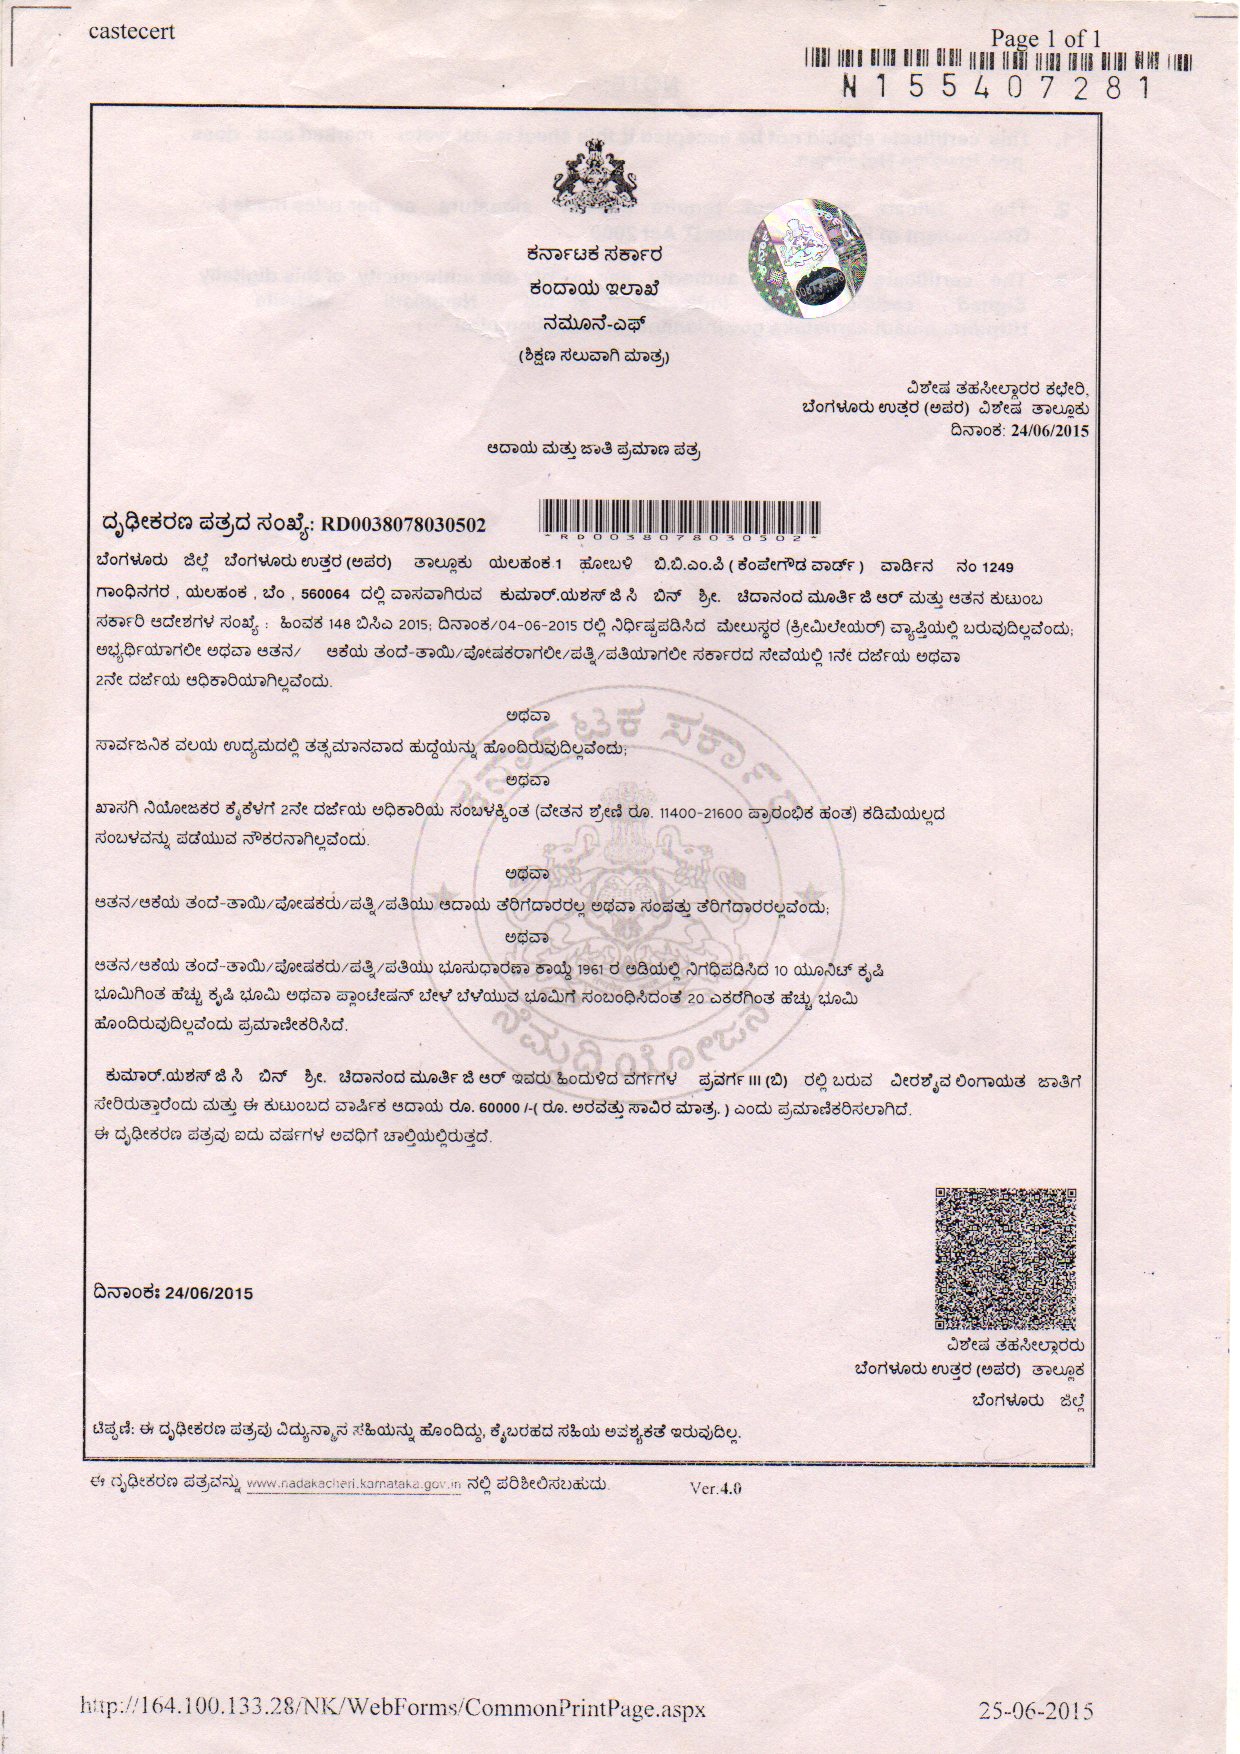 castecert
Page 1 of 1
N155407281
ಕರ್ನಾಟಕ ಸರ್ಕಾರ
ಕಂದಾಯ ಇಲಾಖೆ
ನಮೂನೆ-ಎಫ್
(ಶಿಕ್ಷಣ ಸಲುವಾಗಿ ಮಾತ್ರ)
ವಿಶೇಷ ತಹಸೀಲ್ದಾರರ ಕಛೇರಿ,
ಬೆಂಗಳೂರು ಉತ್ತರ (ಅಪರ) ವಿಶೇಷ ತಾಲ್ಲೂಕು
ದಿನಾಂಕ: 24/06/2015
ಆದಾಯ ಮತ್ತು ಜಾತಿ ಪ್ರಮಾಣ ಪತ್ರ
ದೃಢೀಕರಣ ಪತ್ರದ ಸಂಖ್ಯೆ: RD0038078030502
*RD0038078030502*
ಬೆಂಗಳೂರು ಜಿಲ್ಲೆ ಬೆಂಗಳೂರು ಉತ್ತರ (ಅಪರ) ತಾಲ್ಲೂಕು ಯಲಹಂಕ 1 ಹೋಬಳಿ ಬಿ.ಬಿ.ಎಂ.ಪಿ ( ಕೆಂಪೇಗೌಡ ವಾರ್ಡ್ ) ವಾರ್ಡಿನ ನಂ 1249
ಗಾಂಧಿನಗರ , ಯಲಹಂಕ , ಬೆಂ , 560064 ದಲ್ಲಿ ವಾಸವಾಗಿರುವ ಕುಮಾರ್.ಯಶಸ್ ಜಿ ಸಿ ಬಿನ್ ಶ್ರೀ. ಚಿದಾನಂದ ಮೂರ್ತಿ ಜಿ ಆರ್ ಮತ್ತು ಆತನ ಕುಟುಂಬ
ಸರ್ಕಾರಿ ಆದೇಶಗಳ ಸಂಖ್ಯೆ : ಹಿಂವಕ 148 ಬಿಸಿಎ 2015; ದಿನಾಂಕ/04-06-2015 ರಲ್ಲಿ ನಿರ್ಧಿಷ್ಟಪಡಿಸಿದ ಮೇಲುಸ್ಥರ (ಕ್ರೀಮಿಲೇಯರ್) ವ್ಯಾಪ್ತಿಯಲ್ಲಿ ಬರುವುದಿಲ್ಲವೆಂದು;
ಅಭ್ಯರ್ಥಿಯಾಗಲೀ ಅಥವಾ ಆತನ/ ಆಕೆಯ ತಂದೆ-ತಾಯಿ/ಪೋಷಕರಾಗಲೀ/ಪತ್ನಿ/ಪತಿಯಾಗಲೀ ಸರ್ಕಾರದ ಸೇವೆಯಲ್ಲಿ 1ನೇ ದರ್ಜೆಯ ಅಥವಾ
2ನೇ ದರ್ಜೆಯ ಅಧಿಕಾರಿಯಾಗಿಲ್ಲವೆಂದು.
ಅಥವಾ
ಸಾರ್ವಜನಿಕ ವಲಯ ಉದ್ಯಮದಲ್ಲಿ ತತ್ಸಮಾನವಾದ ಹುದ್ದೆಯನ್ನು ಹೊಂದಿರುವುದಿಲ್ಲವೆಂದು;
ಅಥವಾ
ಖಾಸಗಿ ನಿಯೋಜಕರ ಕೈಕೆಳಗೆ 2ನೇ ದರ್ಜೆಯ ಅಧಿಕಾರಿಯ ಸಂಬಳಕ್ಕಿಂತ (ವೇತನ ಶ್ರೇಣಿ ರೂ. 11400-21600 ಪ್ರಾರಂಭಿಕ ಹಂತ) ಕಡಿಮೆಯಲ್ಲದ
ಸಂಬಳವನ್ನು ಪಡೆಯುವ ನೌಕರನಾಗಿಲ್ಲವೆಂದು.
ಅಥವಾ
ಆತನ/ಆಕೆಯ ತಂದೆ-ತಾಯಿ/ಪೋಷಕರು/ಪತ್ನಿ/ಪತಿಯು ಆದಾಯ ತೆರಿಗೆದಾರರಲ್ಲ ಅಥವಾ ಸಂಪತ್ತು ತೆರಿಗೆದಾರರಲ್ಲವೆಂದು;
ಅಥವಾ
ಆತನ/ಆಕೆಯ ತಂದೆ-ತಾಯಿ/ಪೋಷಕರು/ಪತ್ನಿ/ಪತಿಯು ಭೂಸುಧಾರಣಾ ಕಾಯ್ದೆ 1961 ರ ಅಡಿಯಲ್ಲಿ ನಿಗಧಿಪಡಿಸಿದ 10 ಯೂನಿಟ್ ಕೃಷಿ
ಭೂಮಿಗಿಂತ ಹೆಚ್ಚು ಕೃಷಿ ಭೂಮಿ ಅಥವಾ ಪ್ಲಾಂಟೇಷನ್ ಬೇಳೆ ಬೆಳೆಯುವ ಭೂಮಿಗೆ ಸಂಬಂಧಿಸಿದಂತೆ 20 ಎಕರೆಗಿಂತ ಹೆಚ್ಚು ಭೂಮಿ
ಹೊಂದಿರುವುದಿಲ್ಲವೆಂದು ಪ್ರಮಾಣೀಕರಿಸಿದೆ.
ಕರ್ನಾಟಕ ಸರ್ಕಾರ
ನೆಮ್ಮದಿ ಯೋಜನೆ
ಕುಮಾರ್.ಯಶಸ್ ಜಿ ಸಿ ಬಿನ್ ಶ್ರೀ. ಚಿದಾನಂದ ಮೂರ್ತಿ ಜಿ ಆರ್ ಇವರು ಹಿಂದುಳಿದ ವರ್ಗಗಳ ಪ್ರವರ್ಗ III (ಬಿ) ರಲ್ಲಿ ಬರುವ ವೀರಶೈವ ಲಿಂಗಾಯತ ಜಾತಿಗೆ
ಸೇರಿರುತ್ತಾರೆಂದು ಮತ್ತು ಈ ಕುಟುಂಬದ ವಾರ್ಷಿಕ ಆದಾಯ ರೂ. 60000 /-( ರೂ. ಅರವತ್ತು ಸಾವಿರ ಮಾತ್ರ. ) ಎಂದು ಪ್ರಮಾಣಿಕರಿಸಲಾಗಿದೆ.
ಈ ದೃಢೀಕರಣ ಪತ್ರವು ಐದು ವರ್ಷಗಳ ಅವಧಿಗೆ ಚಾಲ್ತಿಯಲ್ಲಿರುತ್ತದೆ.
ದಿನಾಂಕಃ 24/06/2015
ವಿಶೇಷ ತಹಸೀಲ್ದಾರರು
ಬೆಂಗಳೂರು ಉತ್ತರ (ಅಪರ) ತಾಲ್ಲೂಕ
ಬೆಂಗಳೂರು ಜಿಲ್ಲೆ
ಟಿಪ್ಪಣಿ: ಈ ದೃಢೀಕರಣ ಪತ್ರವು ವಿದ್ಯುನ್ಮಾನ ಸಹಿಯನ್ನು ಹೊಂದಿದ್ದು, ಕೈಬರಹದ ಸಹಿಯ ಅವಶ್ಯಕತೆ ಇರುವುದಿಲ್ಲ.
ಈ ದೃಢೀಕರಣ ಪತ್ರವನ್ನು www.nadakacheri.karnataka.gov.in ನಲ್ಲಿ ಪರಿಶೀಲಿಸಬಹುದು.
Ver.4.0
http://164.100.133.28/NK/WebForms/CommonPrintPage.aspx
25-06-2015